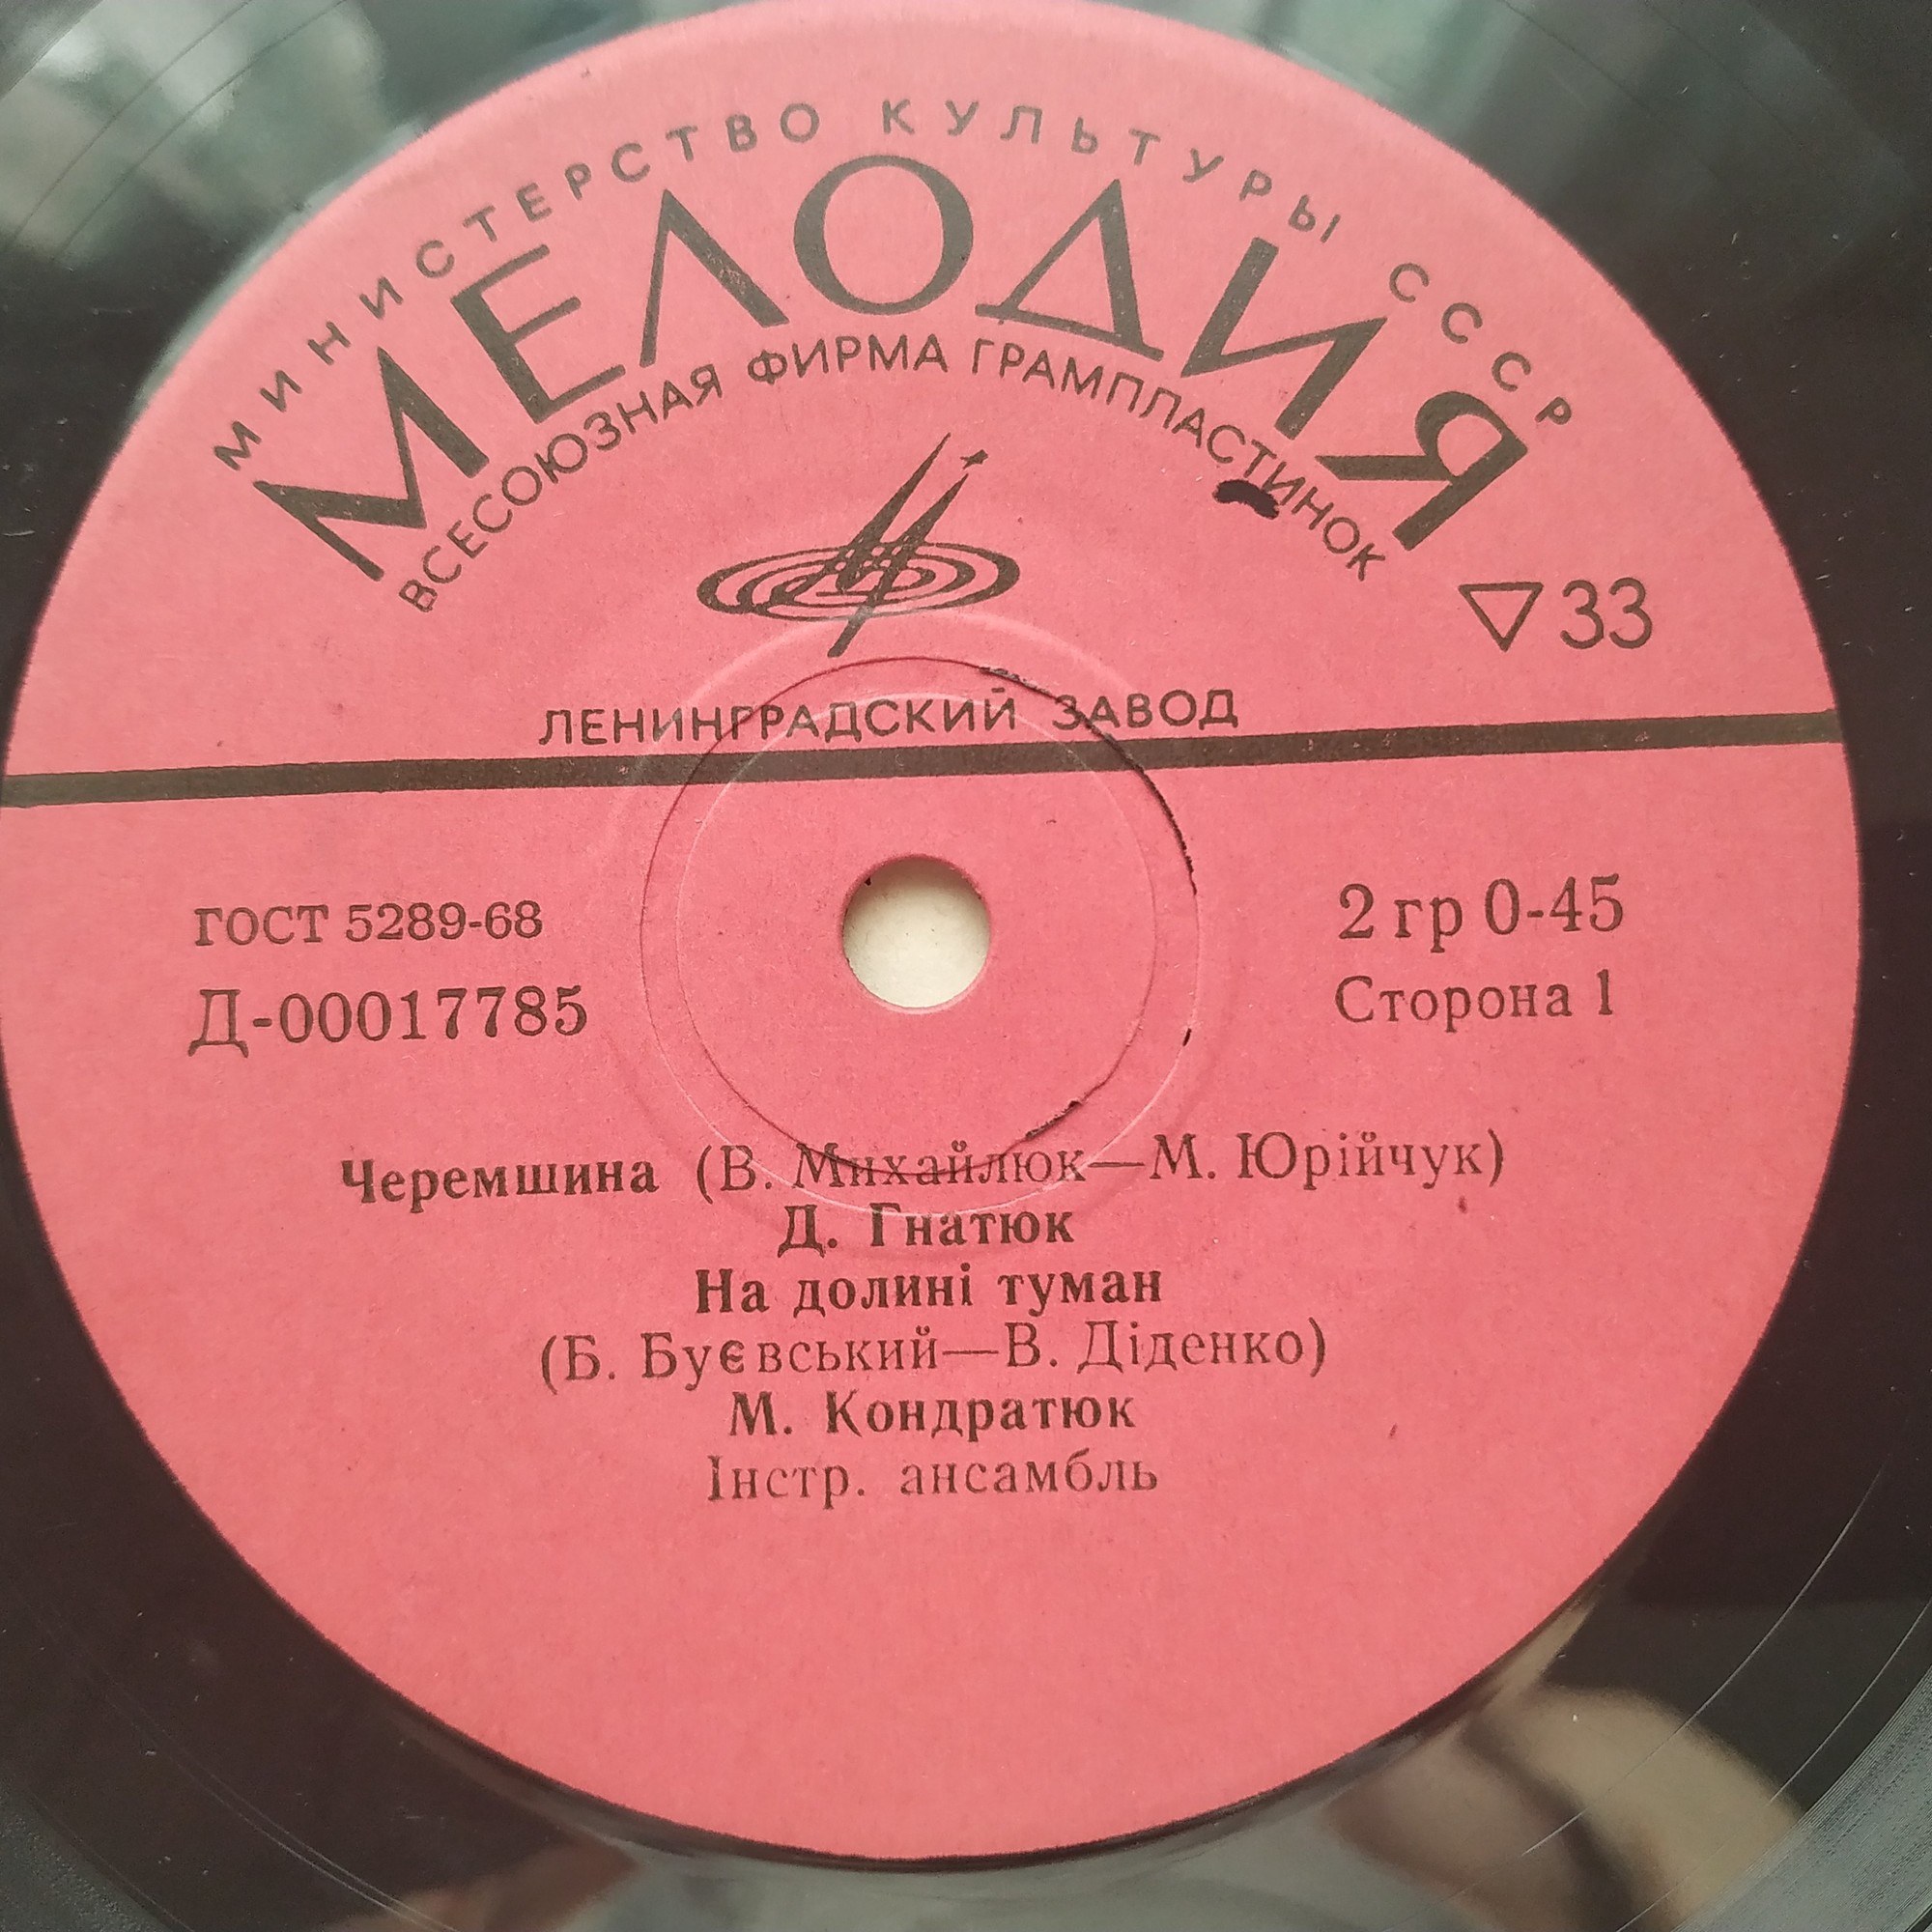 МИНИСТЕРСТВО КУЛЬТУРЫ СССР
МЕЛОДИЯ
ВСЕСОЮЗНАЯ ФИРМА ГРАМПЛАСТИНОК
▽33
ЛЕНИНГРАДСКИЙ ЗАВОД
ГОСТ 5289-68
2 гр 0-45
Д-00017785
Сторона 1
Черемшина (В. Михайлюк—М. Юрійчук)
Д. Гнатюк
На долині туман
(Б. Буєвський—В. Діденко)
М. Кондратюк
Інстр. ансамбль